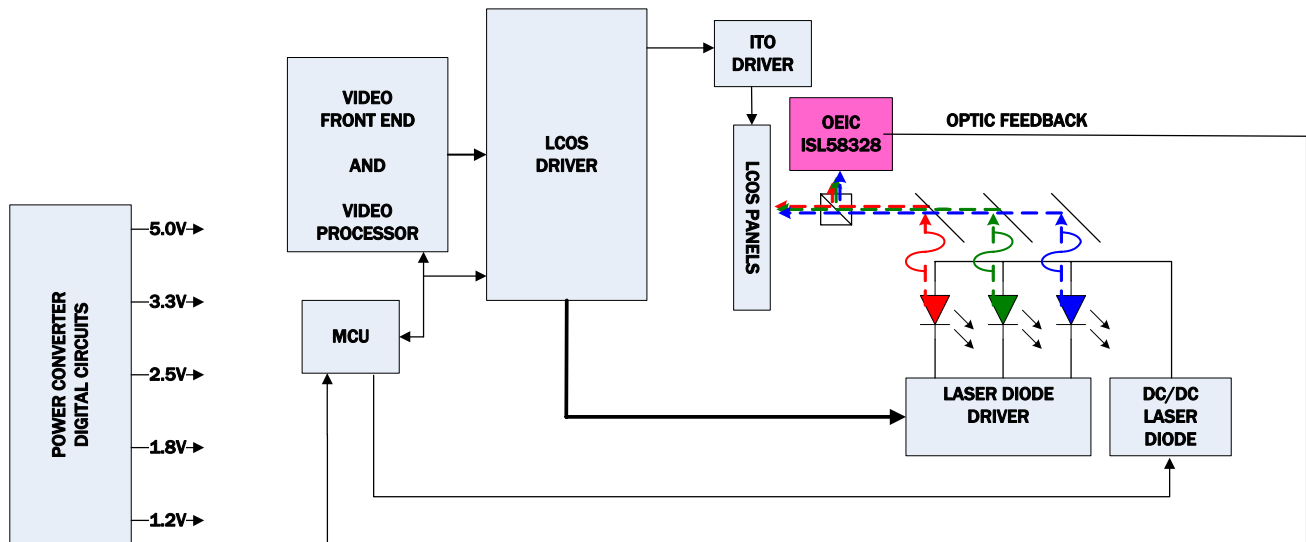 VIDEO
FRONT END
AND
VIDEO
PROCESSOR
LCOS
DRIVER
ITO
DRIVER
OEIC
ISL58328
OPTIC FEEDBACK
LCOS PANELS
POWER CONVERTER
DIGITAL CIRCUITS
5.0V
3.3V
2.5V
1.8V
1.2V
MCU
LASER DIODE
DRIVER
DC/DC
LASER
DIODE